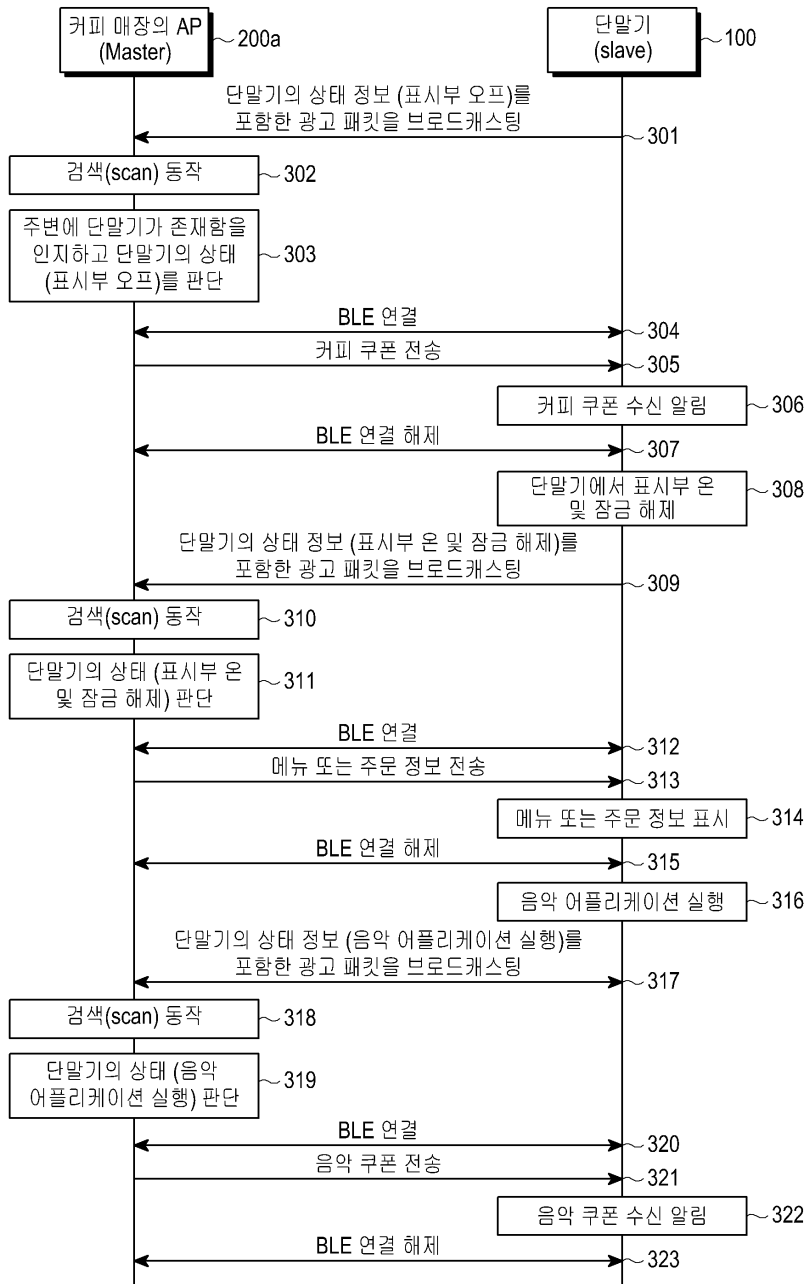 커피 매장의 AP
(Master)
200a
단말기
(slave)
100
단말기의 상태 정보 (표시부 오프)를
포함한 광고 패킷을 브로드캐스팅
301
검색(scan) 동작
302
주변에 단말기가 존재함을
인지하고 단말기의 상태
(표시부 오프)를 판단
303
BLE 연결
304
커피 쿠폰 전송
305
커피 쿠폰 수신 알림
306
BLE 연결 해제
307
단말기에서 표시부 온
및 잠금 해제
308
단말기의 상태 정보 (표시부 온 및 잠금 해제)를
포함한 광고 패킷을 브로드캐스팅
309
검색(scan) 동작
310
단말기의 상태 (표시부 온
및 잠금 해제) 판단
311
BLE 연결
312
메뉴 또는 주문 정보 전송
313
메뉴 또는 주문 정보 표시
314
BLE 연결 해제
315
음악 어플리케이션 실행
316
단말기의 상태 정보 (음악 어플리케이션 실행)를
포함한 광고 패킷을 브로드캐스팅
317
검색(scan) 동작
318
단말기의 상태 (음악
어플리케이션 실행) 판단
319
BLE 연결
320
음악 쿠폰 전송
321
음악 쿠폰 수신 알림
322
BLE 연결 해제
323